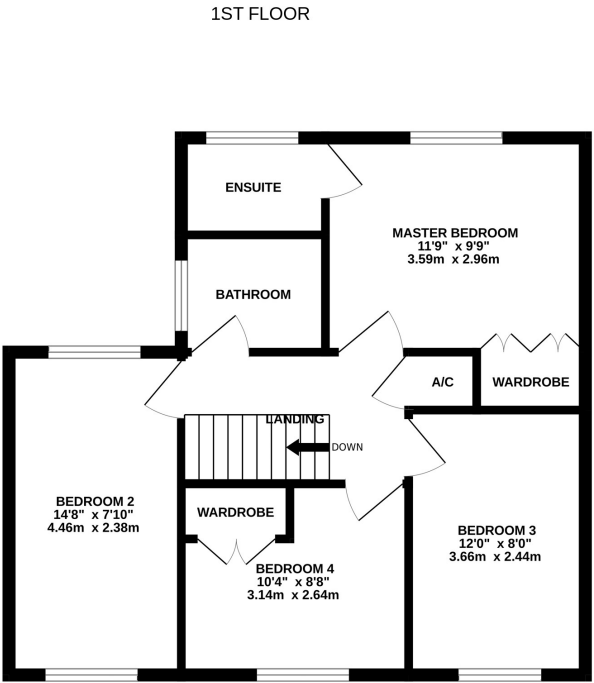 1ST FLOOR
ENSUITE
MASTER BEDROOM
11'9" x 9'9"
3.59m x 2.96m
BATHROOM
A/C
WARDROBE
LANDING
DOWN
BEDROOM 2
14'8" x 7'10"
4.46m x 2.38m
WARDROBE
BEDROOM 3
12'0" x 8'0"
3.66m x 2.44m
BEDROOM 4
10'4" x 8'8"
3.14m x 2.64m